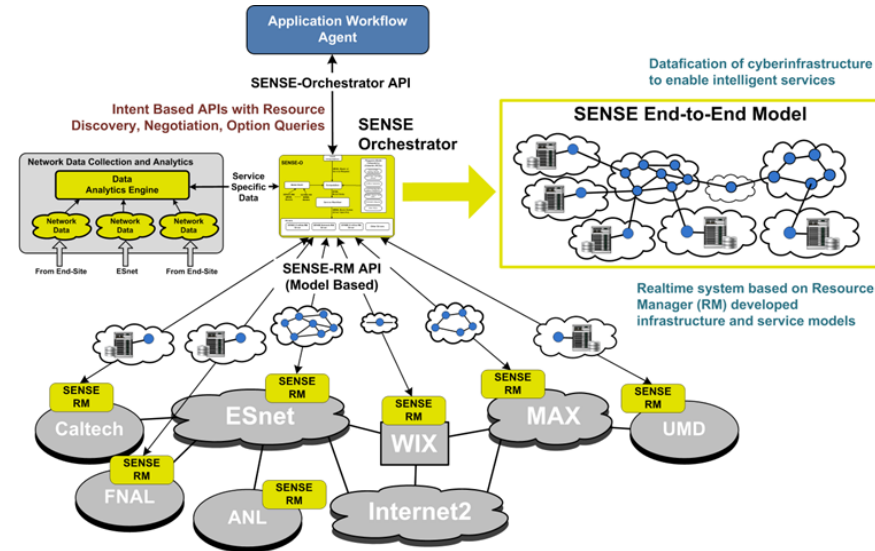 Application Workflow
Agent
SENSE-Orchestrator API
Intent Based APIs with Resource
Discovery, Negotiation, Option Queries
SENSE
Orchestrator
Datafication of cyberinfrastructure
to enable intelligent services
SENSE End-to-End Model
Network Data Collection and Analytics
Data
Analytics Engine
Network
Data
Network
Data
Network
Data
From End-Site
ESnet
From End-Site
Service
Specific
Data
SENSE-O
SENSE-RM API
(Model Based)
Realtime system based on Resource
Manager (RM) developed
infrastructure and service models
SENSE
RM
Caltech
SENSE
RM
ESnet
SENSE
RM
WIX
SENSE
RM
MAX
SENSE
RM
UMD
SENSE
RM
FNAL
SENSE
RM
ANL
Internet2